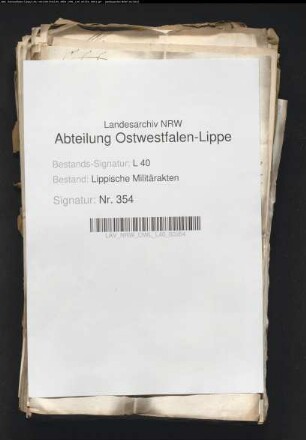 Landesarchiv NRW
Abteilung Ostwestfalen-Lippe
Bestands-Signatur: L 40
Bestand: Lippische Militärakten
Signatur: Nr. 354